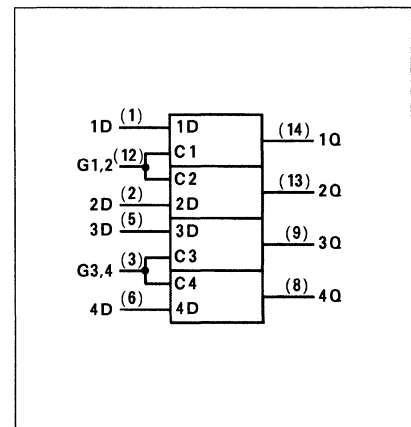 1D (1) 1D (14) 1Q
C1
G1,2 (12)
C2 (13) 2Q
2D (2) 2D
3D (5) 3D (9) 3Q
C3
G3,4 (3)
C4 (8) 4Q
4D (6) 4D